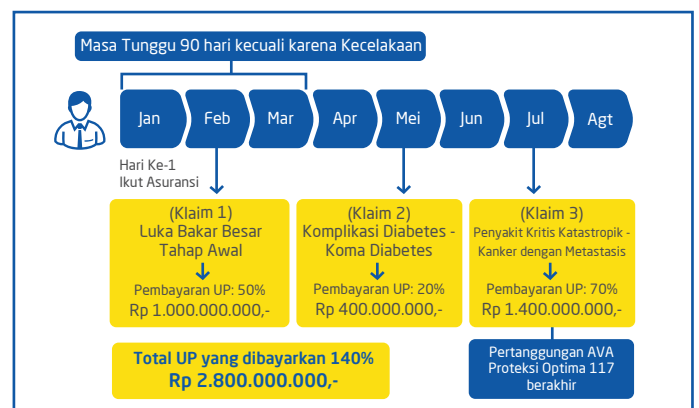 Masa Tunggu 90 hari kecuali karena Kecelakaan
Jan Feb Mar Apr Mei Jun Jul Agt
Hari Ke-1
Ikut Asuransi
(Klaim 1)
Luka Bakar Besar
Tahap Awal
Pembayaran UP: 50%
Rp 1.000.000.000,-
(Klaim 2)
Komplikasi Diabetes -
Koma Diabetes
Pembayaran UP: 20%
Rp 400.000.000,-
(Klaim 3)
Penyakit Kritis Katastropik -
Kanker dengan Metastasis
Pembayaran UP: 70%
Rp 1.400.000.000,-
Total UP yang dibayarkan 140%
Rp 2.800.000.000,-
Pertanggungan AVA
Proteksi Optima 117
berakhir